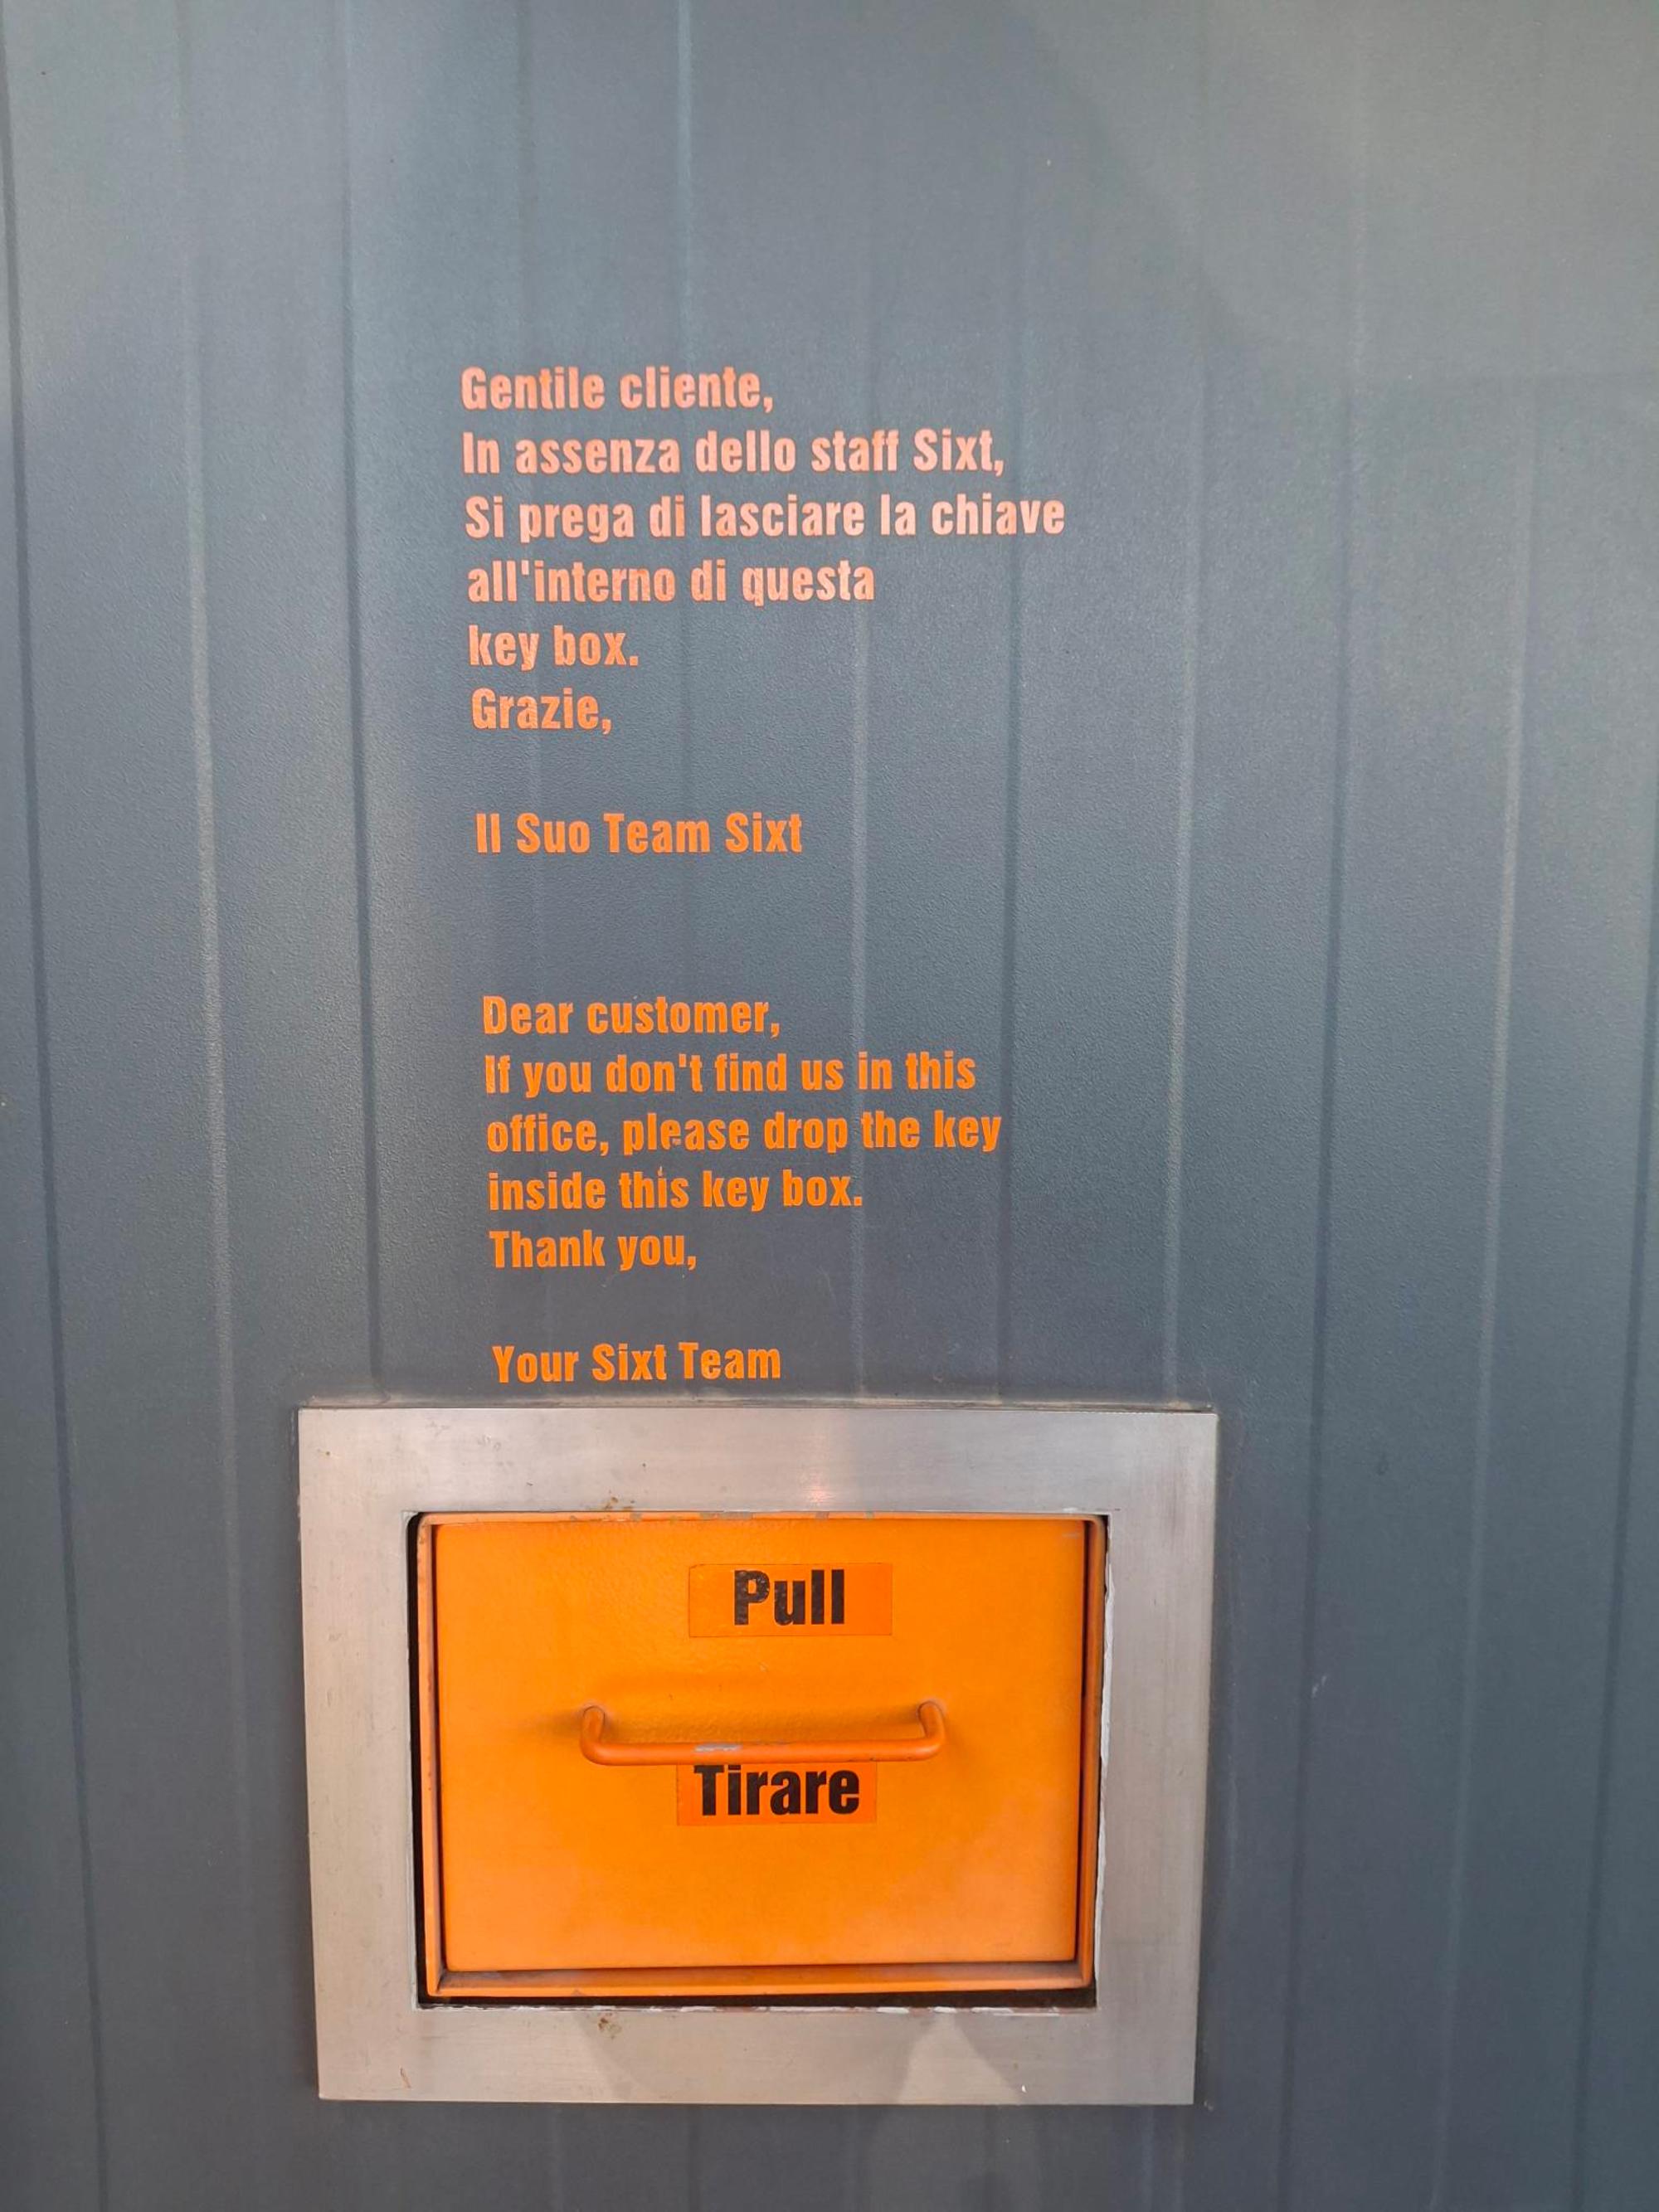 Gentile cliente,
In assenza dello staff Sixt,
Si prega di lasciare la chiave
all'interno di questa
key box.
Grazie,
Il Suo Team Sixt
Dear customer,
If you don't find us in this
office, please drop the key
inside this key box.
Thank you,
Your Sixt Team
Pull
Tirare